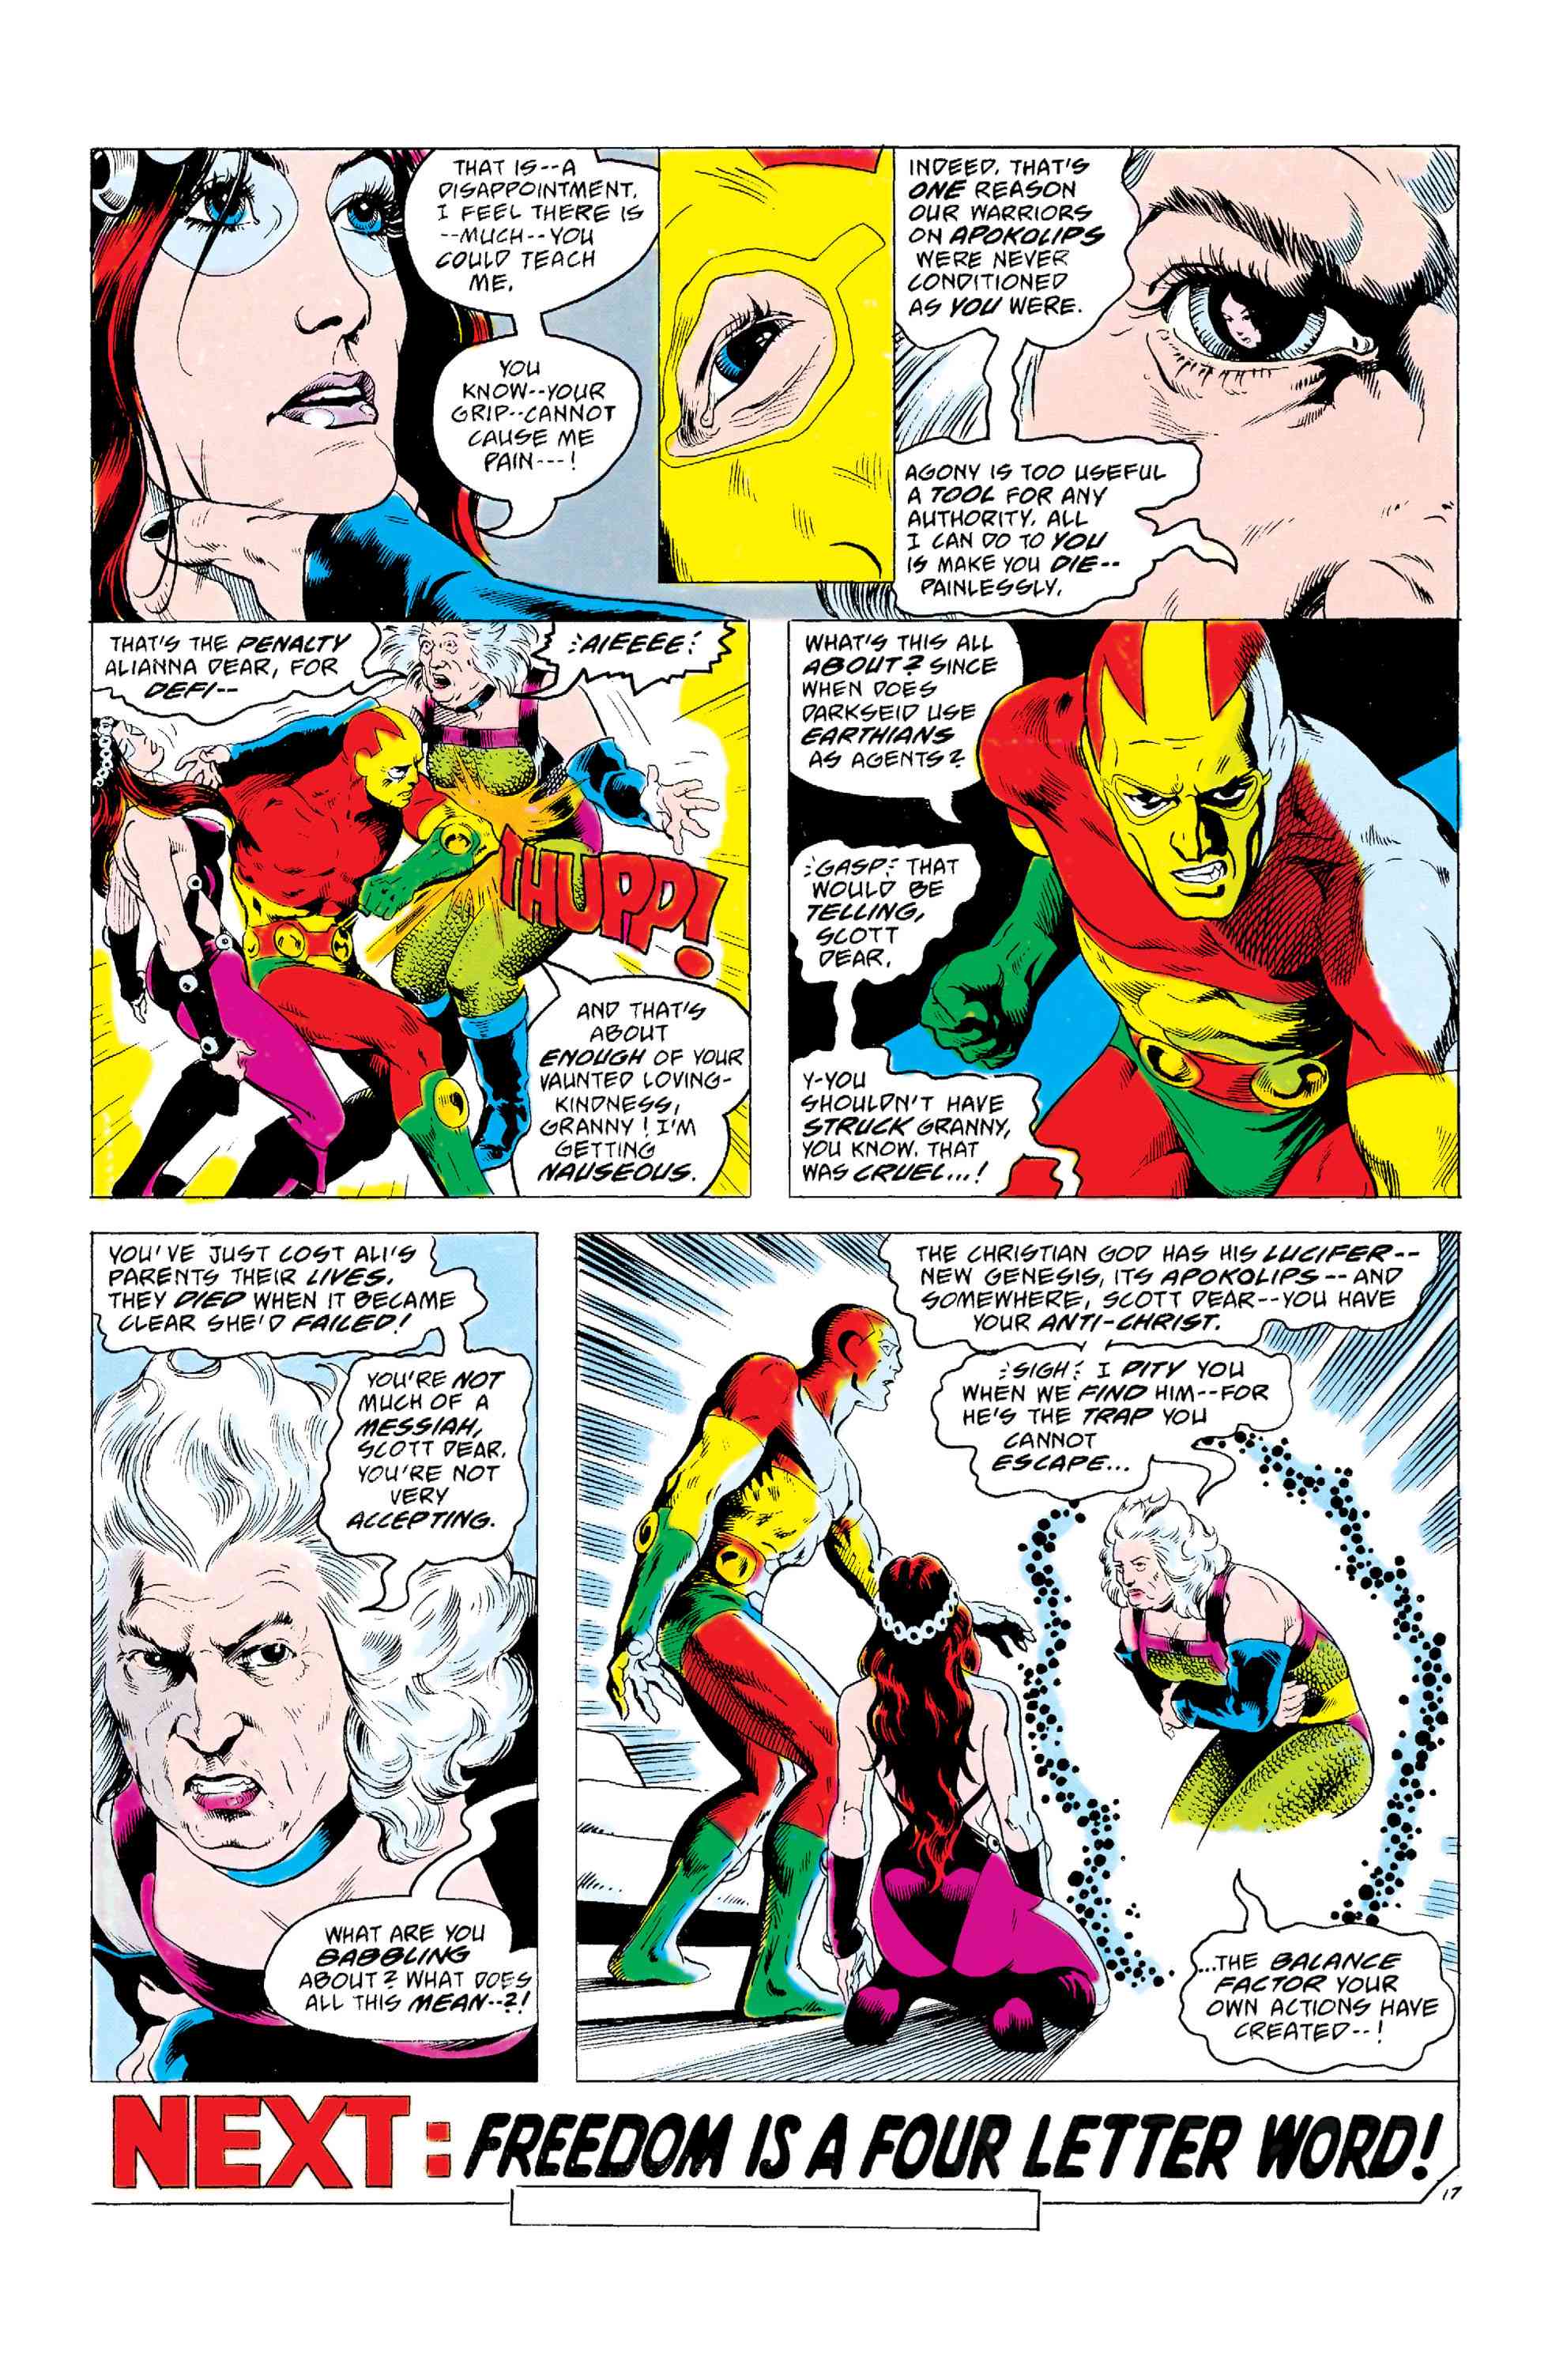 THAT IS--A
DISAPPOINTMENT.
I FEEL THERE IS
--MUCH--YOU
COULD TEACH
ME.
YOU
KNOW--YOUR
GRIP--CANNOT
CAUSE ME
PAIN---!
INDEED. THAT'S
ONE REASON
OUR WARRIORS
ON APOKOLIPS
WERE NEVER
CONDITIONED
AS YOU WERE.
AGONY IS TOO USEFUL
A TOOL FOR ANY
AUTHORITY. ALL
I CAN DO TO YOU
IS MAKE YOU DIE--
PAINLESSLY.
THAT'S THE PENALTY
ALIANNA DEAR, FOR
DEFI--
AIEEEE!
THUPP!
AND THAT'S
ABOUT
ENOUGH OF YOUR
VAUNTED LOVING-
KINDNESS,
GRANNY! I'M
GETTING
NAUSEOUS.
WHAT'S THIS ALL
ABOUT? SINCE
WHEN DOES
DARKSEID USE
EARTHIANS
AS AGENTS?
GASP: THAT
WOULD BE
TELLING,
SCOTT
DEAR.
Y-YOU
SHOULDN'T HAVE
STRUCK GRANNY,
YOU KNOW. THAT
WAS CRUEL...!
YOU'VE JUST COST ALI'S
PARENTS THEIR LIVES.
THEY DIED WHEN IT BECAME
CLEAR SHE'D FAILED!
YOU'RE NOT
MUCH OF A
MESSIAH,
SCOTT DEAR.
YOU'RE NOT
VERY
ACCEPTING.
WHAT ARE YOU
BABBLING
ABOUT? WHAT DOES
ALL THIS MEAN--?!
THE CHRISTIAN GOD HAS HIS LUCIFER--
NEW GENESIS, ITS APOKOLIPS--AND
SOMEWHERE, SCOTT DEAR--YOU HAVE
YOUR ANTI-CHRIST.
SIGH: I PITY YOU
WHEN WE FIND HIM--FOR
HE'S THE TRAP YOU
CANNOT
ESCAPE...
...THE BALANCE
FACTOR YOUR
OWN ACTIONS HAVE
CREATED--!
NEXT: FREEDOM IS A FOUR LETTER WORD!
17